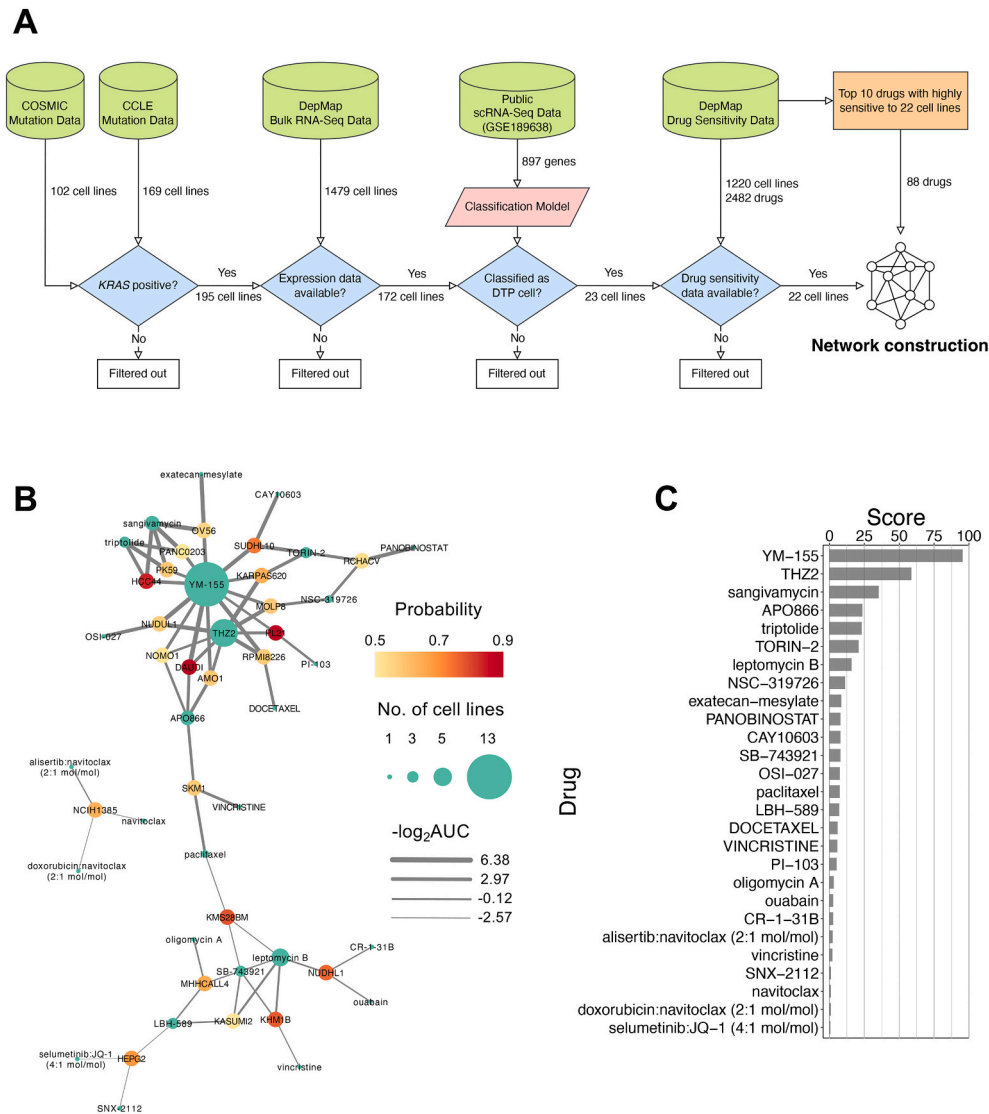 A
COSMIC
Mutation Data
CCLE
Mutation Data
DepMap
Bulk RNA-Seq Data
Public
scRNA-Seq Data
(GSE189638)
DepMap
Drug Sensitivity Data
Top 10 drugs with highly
sensitive to 22 cell lines
102 cell lines
169 cell lines
1479 cell lines
897 genes
Classification Moldel
1220 cell lines
2482 drugs
88 drugs
KRAS positive?
Yes
195 cell lines
Expression data
available?
Yes
172 cell lines
Classified as
DTP cell?
Yes
23 cell lines
Drug sensitivity
data available?
Yes
22 cell lines
Network construction
No
No
No
No
Filtered out
Filtered out
Filtered out
Filtered out
B
exatecan-mesylate
CAY10603
sangivamycin
OV56
triptolide
PANC0203
SUDHL10
TORIN-2
PANOBINOSTAT
RCHACV
PK59
HCC44
YM-155
KARPAS620
NSC-319726
MOLP8
NUDUL1
OSI-027
THZ2
RL21
NOMO1
DAUDI
RPMI8226
PI-103
AMO1
DOCETAXEL
APO866
SKM1
VINCRISTINE
alisertib:navitoclax
(2:1 mol/mol)
NCIH1385
navitoclax
doxorubicin:navitoclax
(2:1 mol/mol)
paclitaxel
KMS28BM
oligomycin A
CR-1-31B
leptomycin B
SB-743921
NUDHL1
MHHCALL4
ouabain
LBH-589
KASUMI2
KHM1B
selumetinib:JQ-1
(4:1 mol/mol)
HEPG2
vincristine
SNX-2112
Probability
0.5 0.7 0.9
No. of cell lines
1 3 5 13
-log2AUC
6.38
2.97
-0.12
-2.57
C
Score
0 25 50 75 100
Drug
YM−155
THZ2
sangivamycin
APO866
triptolide
TORIN−2
leptomycin B
NSC−319726
exatecan−mesylate
PANOBINOSTAT
CAY10603
SB−743921
OSI−027
paclitaxel
LBH−589
DOCETAXEL
VINCRISTINE
PI−103
oligomycin A
ouabain
CR−1−31B
alisertib:navitoclax (2:1 mol/mol)
vincristine
SNX−2112
navitoclax
doxorubicin:navitoclax (2:1 mol/mol)
selumetinib:JQ−1 (4:1 mol/mol)